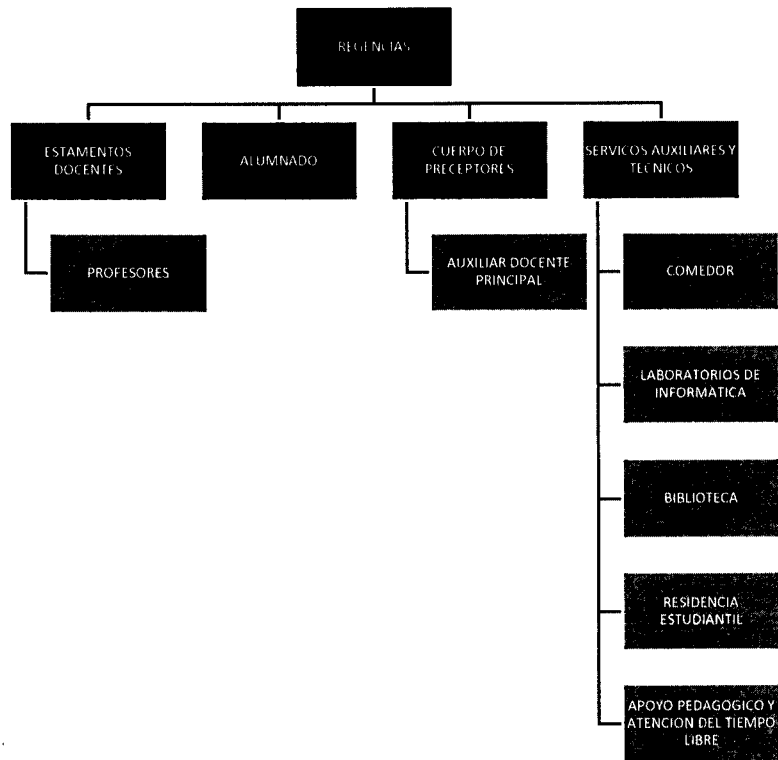 REGENCIAS
ESTAMENTOS
DOCENTES
ALUMNADO
CUERPO DE
PRECEPTORES
SERVICOS AUXILIARES Y
TECNICOS
PROFESORES
AUXILIAR DOCENTE
PRINCIPAL
COMEDOR
LABORATORIOS DE
INFORMATICA
BIBLIOTECA
RESIDENCIA
ESTUDIANTIL
APOYO PEDAGOGICO Y
ATENCION DEL TIEMPO
LIBRE